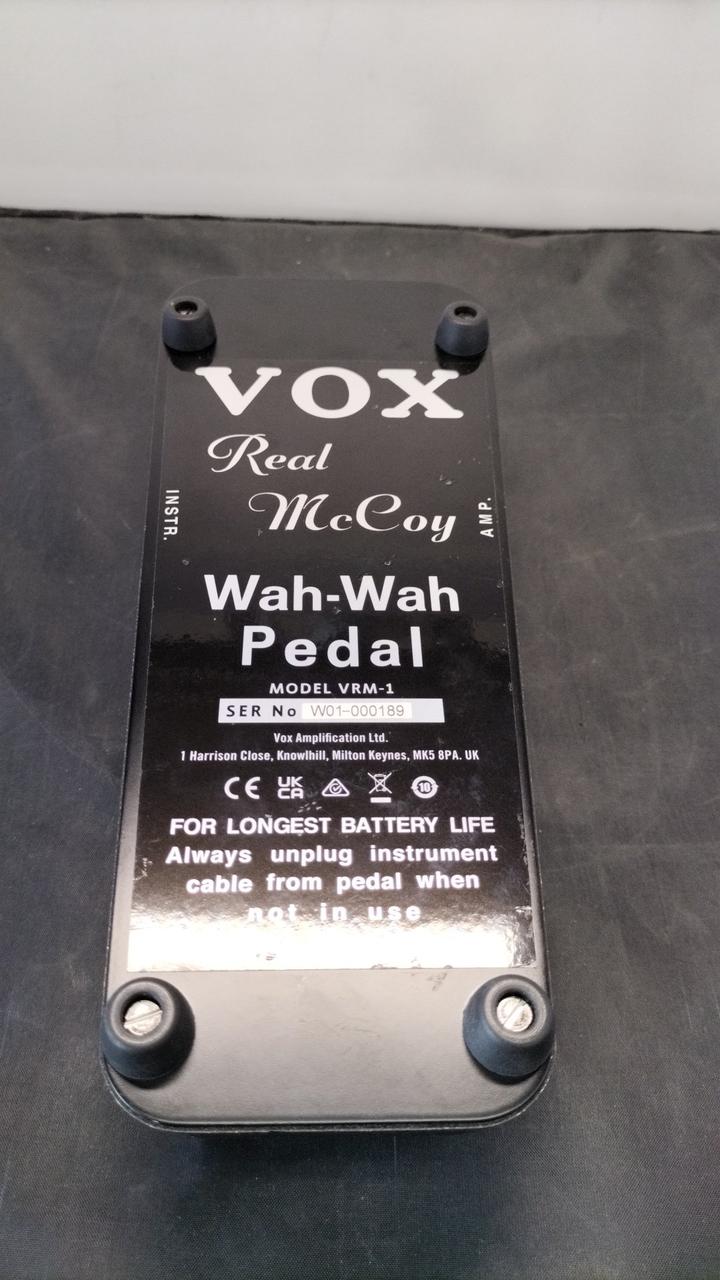 VOX
Real
McCoy
INSTR.
AMP.
Wah-Wah
Pedal
MODEL VRM-1
SER No W01-000189
Vox Amplification Ltd.
1 Harrison Close, Knowlhill, Milton Keynes, MK5 8PA. UK
CE UK CA 10
FOR LONGEST BATTERY LIFE
Always unplug instrument
cable from pedal when
not in use